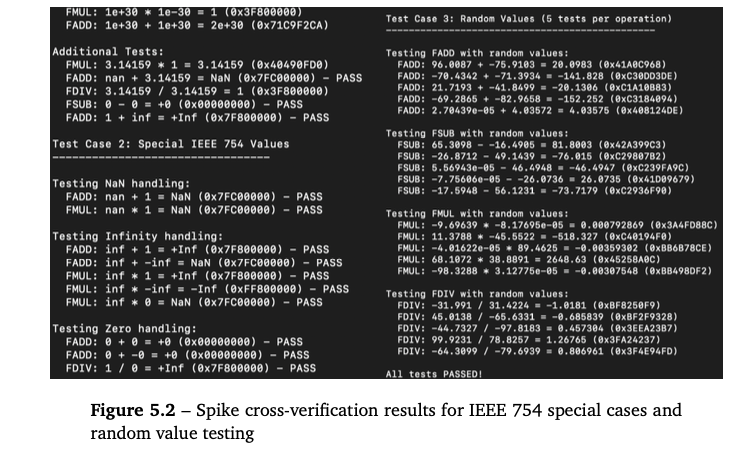 FMUL: 1e+30 * 1e-30 = 1 (0x3F800000)
FADD: 1e+30 + 1e+30 = 2e+30 (0x71C9F2CA)
Additional Tests:
FMUL: 3.14159 * 1 = 3.14159 (0x40490FD0)
FADD: nan + 3.14159 = NaN (0x7FC00000) – PASS
FDIV: 3.14159 / 3.14159 = 1 (0x3F800000)
FSUB: 0 – 0 = +0 (0x00000000) – PASS
FADD: 1 + inf = +Inf (0x7F800000) – PASS
Test Case 2: Special IEEE 754 Values
----------------------------------
Testing NaN handling:
FADD: nan + 1 = NaN (0x7FC00000) – PASS
FMUL: nan * 1 = NaN (0x7FC00000) – PASS
Testing Infinity handling:
FADD: inf + 1 = +Inf (0x7F800000) – PASS
FADD: inf + –inf = NaN (0x7FC00000) – PASS
FMUL: inf * 1 = +Inf (0x7F800000) – PASS
FMUL: inf * –inf = –Inf (0xFF800000) – PASS
FMUL: inf * 0 = NaN (0x7FC00000) – PASS
Testing Zero handling:
FADD: 0 + 0 = +0 (0x00000000) – PASS
FADD: 0 + –0 = +0 (0x00000000) – PASS
FDIV: 1 / 0 = +Inf (0x7F800000) – PASS
Test Case 3: Random Values (5 tests per operation)
--------------------------------------------------
Testing FADD with random values:
FADD: 96.0087 + –75.9103 = 20.0983 (0x41A0C968)
FADD: –70.4342 + –71.3934 = –141.828 (0xC30DD3DE)
FADD: 21.7193 + –41.8499 = –20.1306 (0xC1A10B83)
FADD: –69.2865 + –82.9658 = –152.252 (0xC3184094)
FADD: 2.70439e–05 + 4.03572 = 4.03575 (0x408124DE)
Testing FSUB with random values:
FSUB: 65.3098 – –16.4905 = 81.8003 (0x42A399C3)
FSUB: –26.8712 – 49.1439 = –76.015 (0xC29807B2)
FSUB: 5.56943e–05 – 46.4948 = –46.4947 (0xC239FA9C)
FSUB: –7.75606e–05 – –26.0736 = 26.0735 (0x41D09679)
FSUB: –17.5948 – 56.1231 = –73.7179 (0xC2936F90)
Testing FMUL with random values:
FMUL: –9.69639 * –8.17695e–05 = 0.000792869 (0x3A4FD88C)
FMUL: 11.3788 * –45.5522 = –518.327 (0xC40194F0)
FMUL: –4.01622e–05 * 89.4625 = –0.00359302 (0xBB6B78CE)
FMUL: 68.1072 * 38.8891 = 2648.63 (0x45258A0C)
FMUL: –98.3288 * 3.12775e–05 = –0.00307548 (0xBB498DF2)
Testing FDIV with random values:
FDIV: –31.991 / 31.4224 = –1.0181 (0xBF8250F9)
FDIV: 45.0138 / –65.6331 = –0.685839 (0xBF2F9328)
FDIV: –44.7327 / –97.8183 = 0.457304 (0x3EEA23B7)
FDIV: 99.9231 / 78.8257 = 1.26765 (0x3FA24237)
FDIV: –64.3099 / –79.6939 = 0.806961 (0x3F4E94FD)
All tests PASSED!
Figure 5.2 – Spike cross-verification results for IEEE 754 special cases and
random value testing